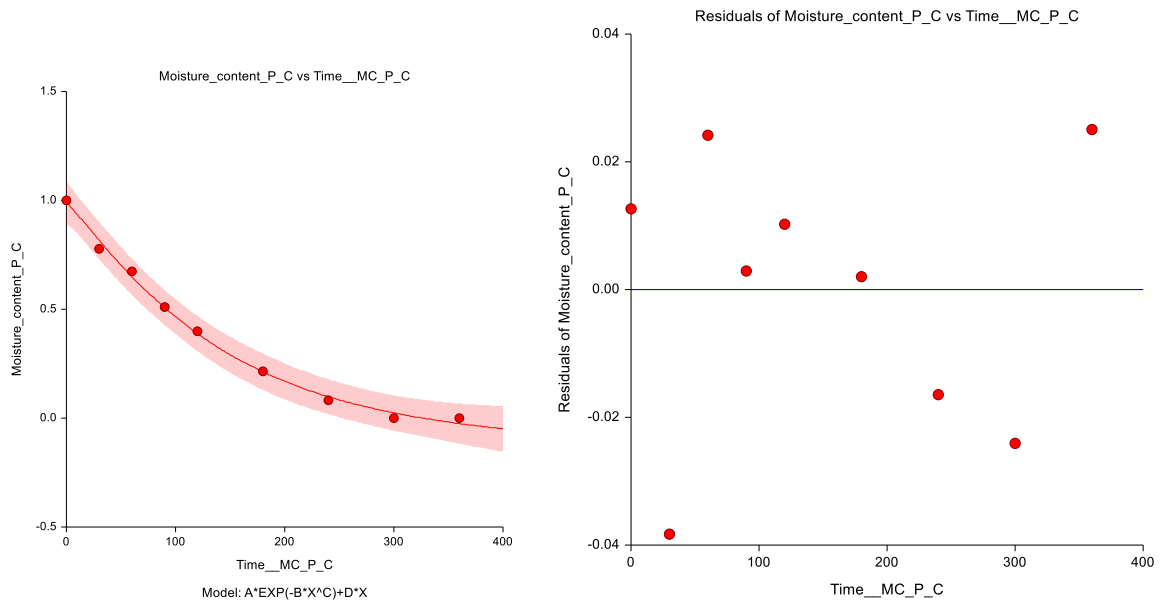 Moisture_content_P_C vs Time__MC_P_C
1.5
1.0
0.5
0.0
-0.5
Moisture_content_P_C
0 100 200 300 400
Time__MC_P_C
Model: A*EXP(-B*X^C)+D*X
Residuals of Moisture_content_P_C vs Time__MC_P_C
0.04
0.02
0.00
-0.02
-0.04
Residuals of Moisture_content_P_C
0 100 200 300 400
Time__MC_P_C